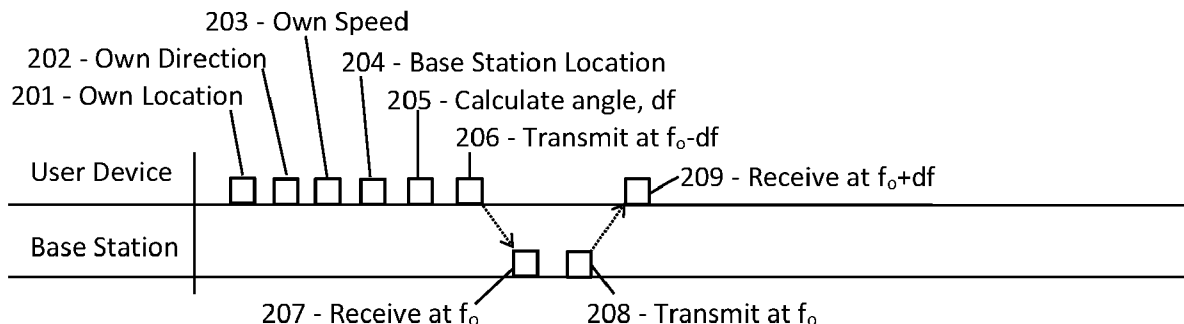 203 - Own Speed
202 - Own Direction
204 - Base Station Location
201 - Own Location
205 - Calculate angle, df
206 - Transmit at fₒ-df
User Device
209 - Receive at fₒ+df
Base Station
207 - Receive at fₒ
208 - Transmit at fₒ